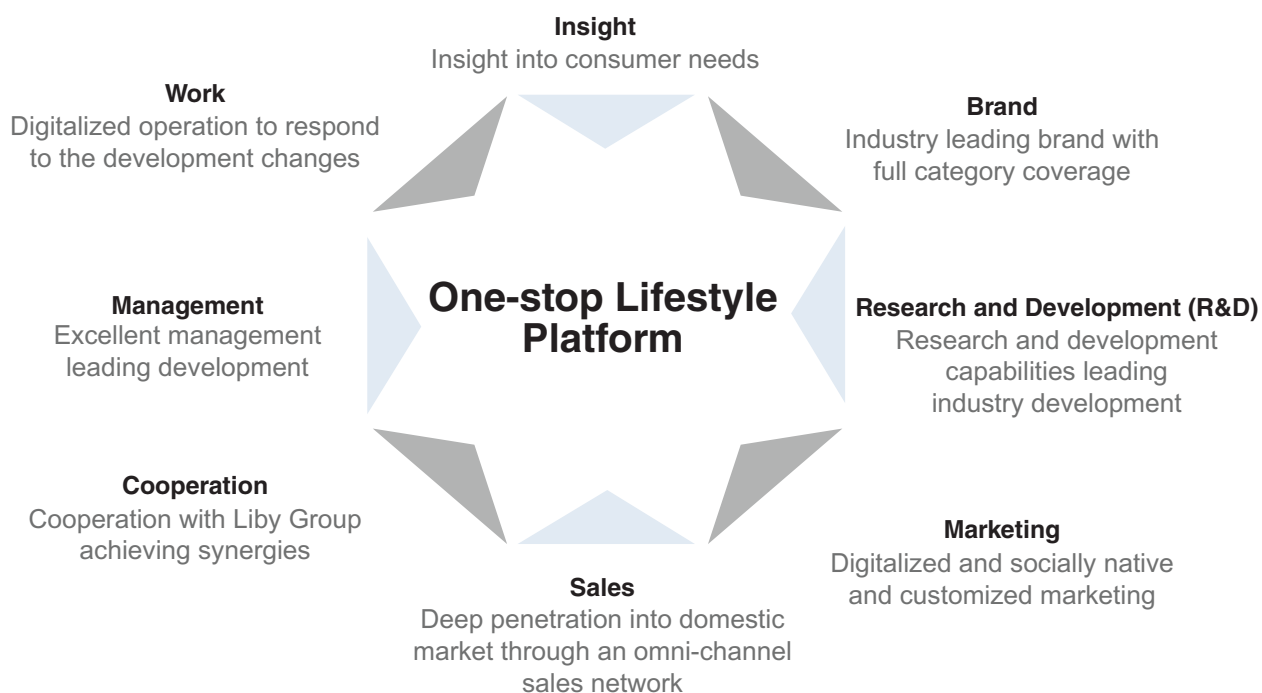 Insight
Insight into consumer needs
Work
Digitalized operation to respond
to the development changes
Brand
Industry leading brand with
full category coverage
One-stop Lifestyle
Platform
Management
Excellent management
leading development
Research and Development (R&D)
Research and development
capabilities leading
industry development
Cooperation
Cooperation with Liby Group
achieving synergies
Marketing
Digitalized and socially native
and customized marketing
Sales
Deep penetration into domestic
market through an omni-channel
sales network